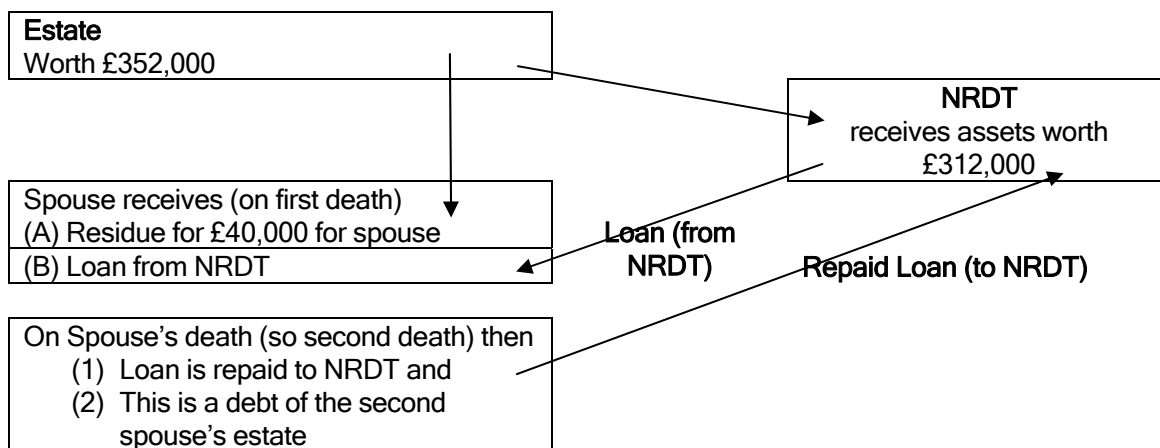 Estate
Worth £352,000
NRDT
receives assets worth
£312,000
Spouse receives (on first death)
(A) Residue for £40,000 for spouse
(B) Loan from NRDT
Loan (from
NRDT)
Repaid Loan (to NRDT)
On Spouse’s death (so second death) then
(1) Loan is repaid to NRDT and
(2) This is a debt of the second
spouse’s estate